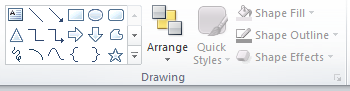 Arrange
Quick
Styles
Shape Fill
Shape Outline
Shape Effects
Drawing